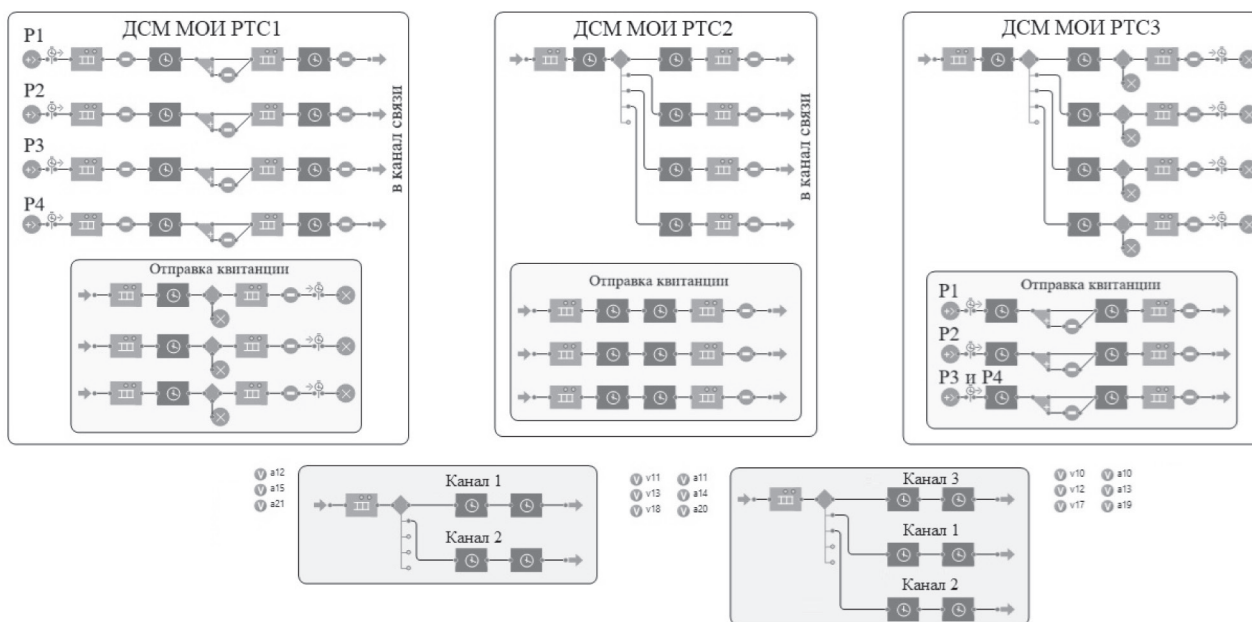 ДСМ МОИ РТС1
P1
P2
P3
P4
в канал связи
Отправка квитанции
ДСМ МОИ РТС2
в канал связи
Отправка квитанции
ДСМ МОИ РТС3
Отправка квитанции
P1
P2
P3 и P4
V a12
V a15
V a21
Канал 1
Канал 2
V v11 V a11
V v13 V a14
V v18 V a20
Канал 3
Канал 1
Канал 2
V v10 V a10
V v12 V a13
V v17 V a19